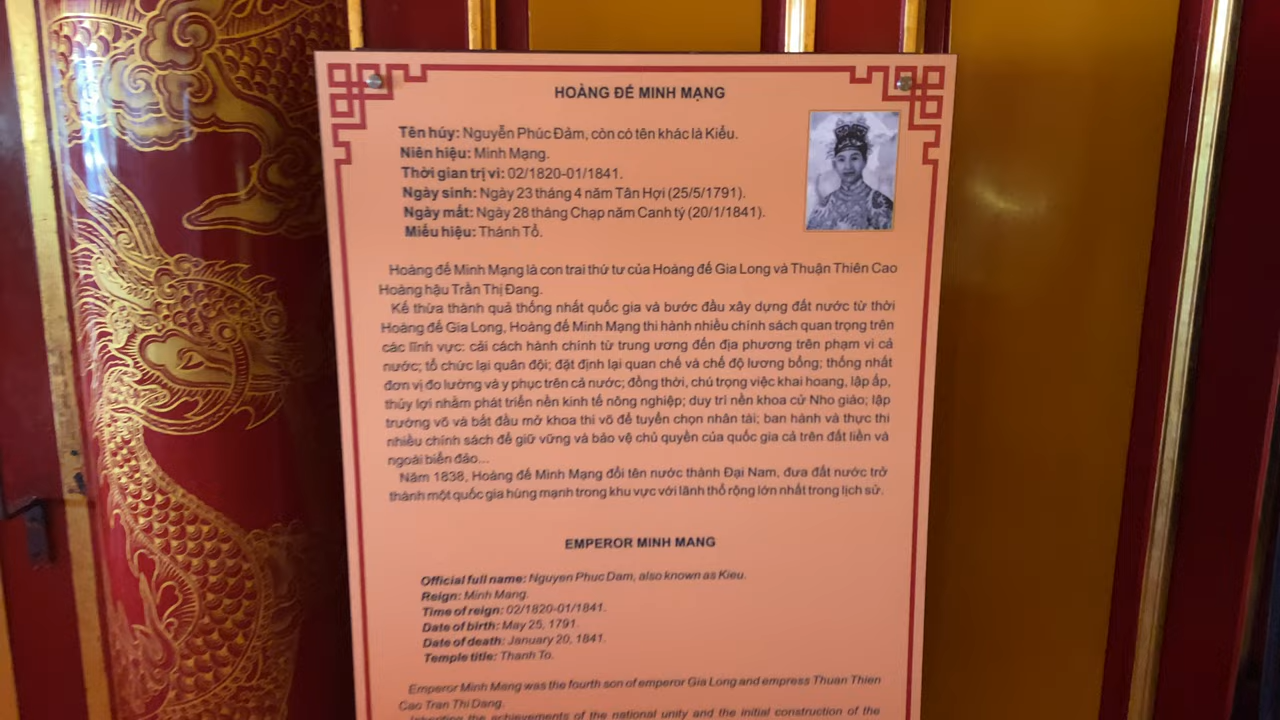 HOÀNG ĐẾ MINH MẠNG
Tên húy: Nguyễn Phúc Đảm, còn có tên khác là Kiểu.
Niên hiệu: Minh Mạng.
Thời gian trị vì: 02/1820-01/1841.
Ngày sinh: Ngày 23 tháng 4 năm Tân Hợi (25/5/1791).
Ngày mất: Ngày 28 tháng Chạp năm Canh tý (20/1/1841).
Miếu hiệu: Thánh Tổ.
Hoàng đế Minh Mạng là con trai thứ tư của Hoàng đế Gia Long và Thuận Thiên Cao
Hoàng hậu Trần Thị Đang.
Kế thừa thành quả thống nhất quốc gia và bước đầu xây dựng đất nước từ thời
Hoàng đế Gia Long, Hoàng đế Minh Mạng thi hành nhiều chính sách quan trọng trên
các lĩnh vực: cải cách hành chính từ trung ương đến địa phương trên phạm vi cả
nước; tổ chức lại quân đội; đặt định lại quan chế và chế độ lương bổng; thống nhất
đơn vị đo lường và y phục trên cả nước; đồng thời, chú trọng việc khai hoang, lập ấp,
thủy lợi nhằm phát triển nền kinh tế nông nghiệp; duy trì nền khoa cử Nho giáo; lập
trường võ và bắt đầu mở khoa thi võ để tuyển chọn nhân tài; ban hành và thực thi
nhiều chính sách để giữ vững và bảo vệ chủ quyền của quốc gia cả trên đất liền và
ngoài biển đảo...
Năm 1838, Hoàng đế Minh Mạng đổi tên nước thành Đại Nam, đưa đất nước trở
thành một quốc gia hùng mạnh trong khu vực với lãnh thổ rộng lớn nhất trong lịch sử.
EMPEROR MINH MANG
Official full name: Nguyen Phuc Dam, also known as Kieu.
Reign: Minh Mang.
Time of reign: 02/1820-01/1841.
Date of birth: May 25, 1791.
Date of death: January 20, 1841.
Temple title: Thanh To.
Emperor Minh Mang was the fourth son of emperor Gia Long and empress Thuan Thien
Cao Tran Thi Dang.
Inheriting the achievements of the national unity and the initial construction of the